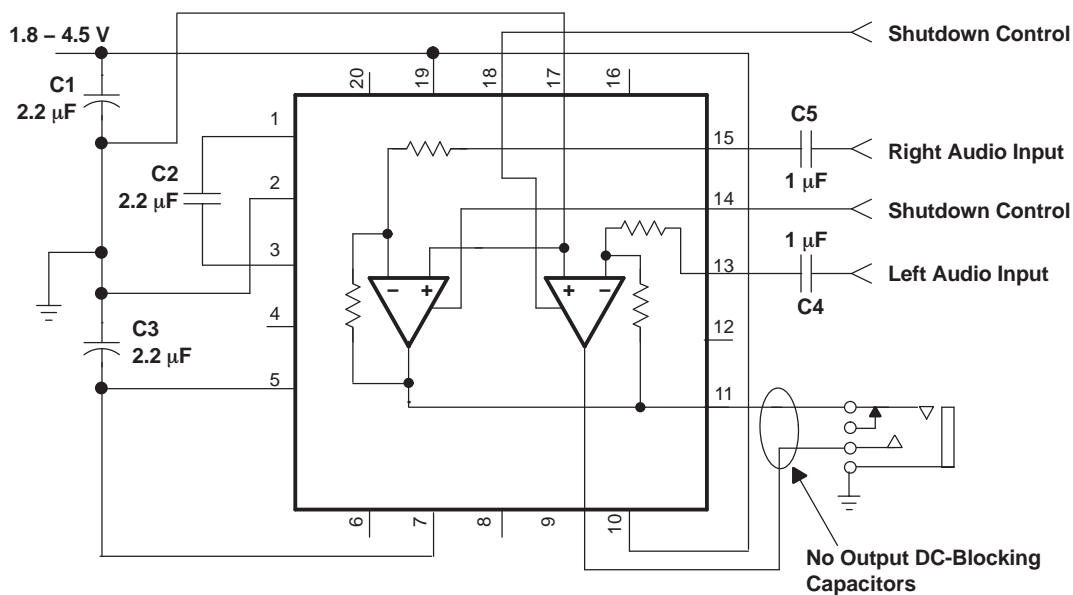 1.8 – 4.5 V
Shutdown Control
C1
2.2 μF
20
19
18
17
16
C5
1
15
Right Audio Input
1 μF
C2
2.2 μF
2
14
Shutdown Control
1 μF
3
13
Left Audio Input
– +
+ –
C4
C3
2.2 μF
4
12
5
11
6
7
8
9
10
No Output DC-Blocking
Capacitors